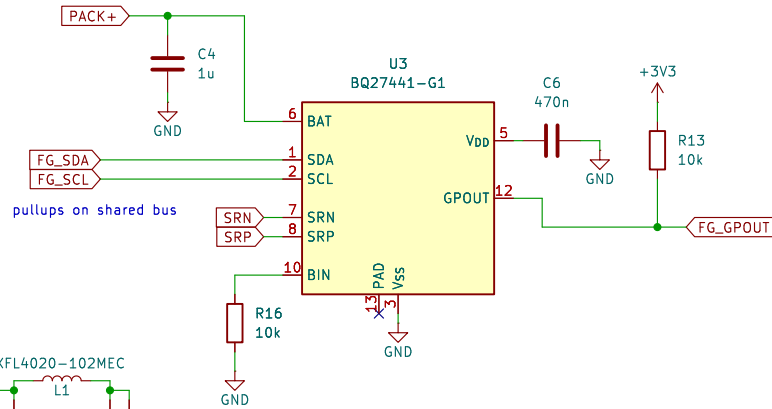 PACK+
C4
1u
GND
U3
BQ27441-G1
C6
470n
+3V3
R13
10k
6
BAT
5
VDD
GND
FG_SDA
1
SDA
FG_SCL
2
SCL
pullups on shared bus
12
GPOUT
SRN
7
SRN
SRP
8
SRP
FG_GPOUT
10
BIN
PAD
VSS
13
3
R16
10k
GND
GND
XFL4020-102MEC
L1